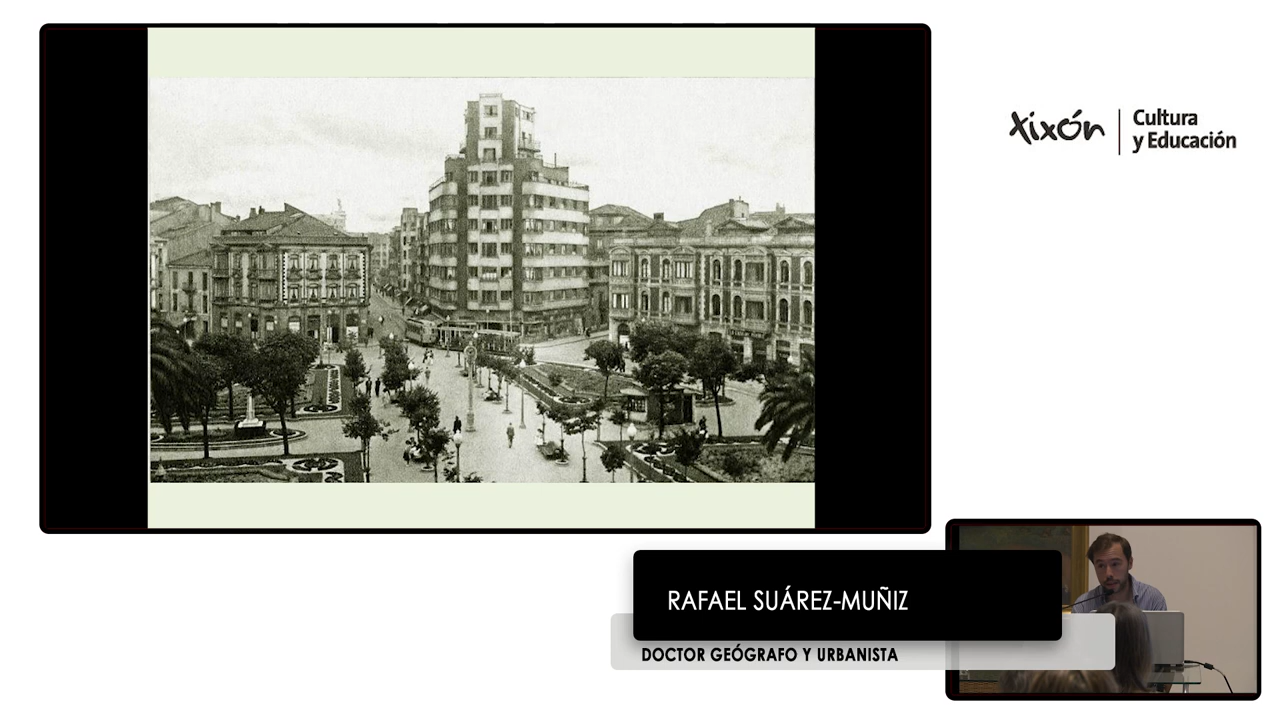 xixón
Cultura
y Educación
RAFAEL SUÁREZ-MUÑIZ
DOCTOR GEÓGRAFO Y URBANISTA